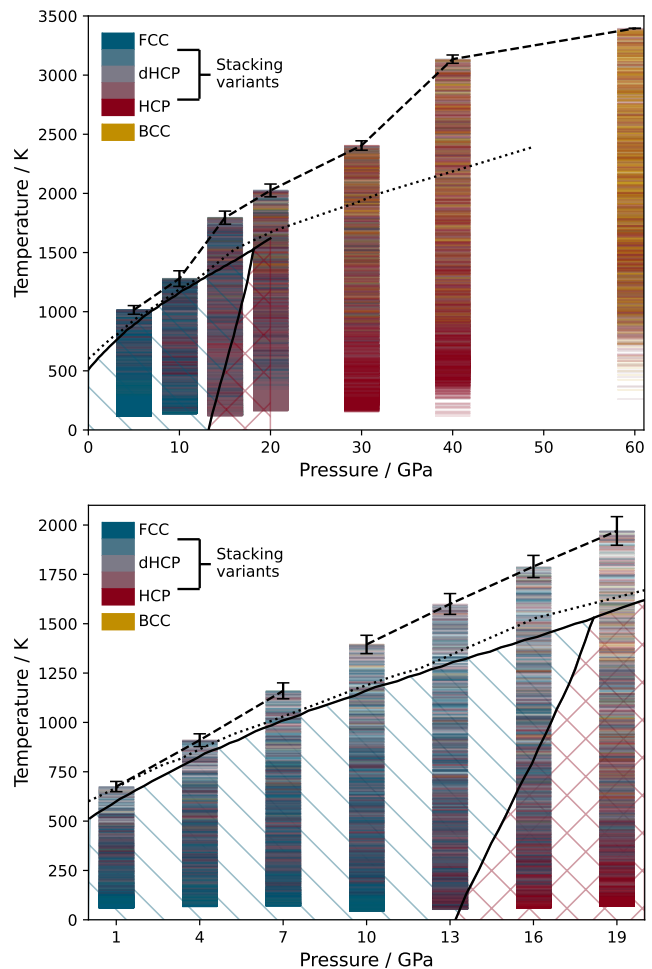 3500
3000
2500
2000
1500
1000
500
0
Temperature / K
FCC
dHCP
HCP
BCC
Stacking
variants
0 10 20 30 40 50 60
Pressure / GPa
2000
1750
1500
1250
1000
750
500
250
0
Temperature / K
FCC
dHCP
HCP
BCC
Stacking
variants
1 4 7 10 13 16 19
Pressure / GPa